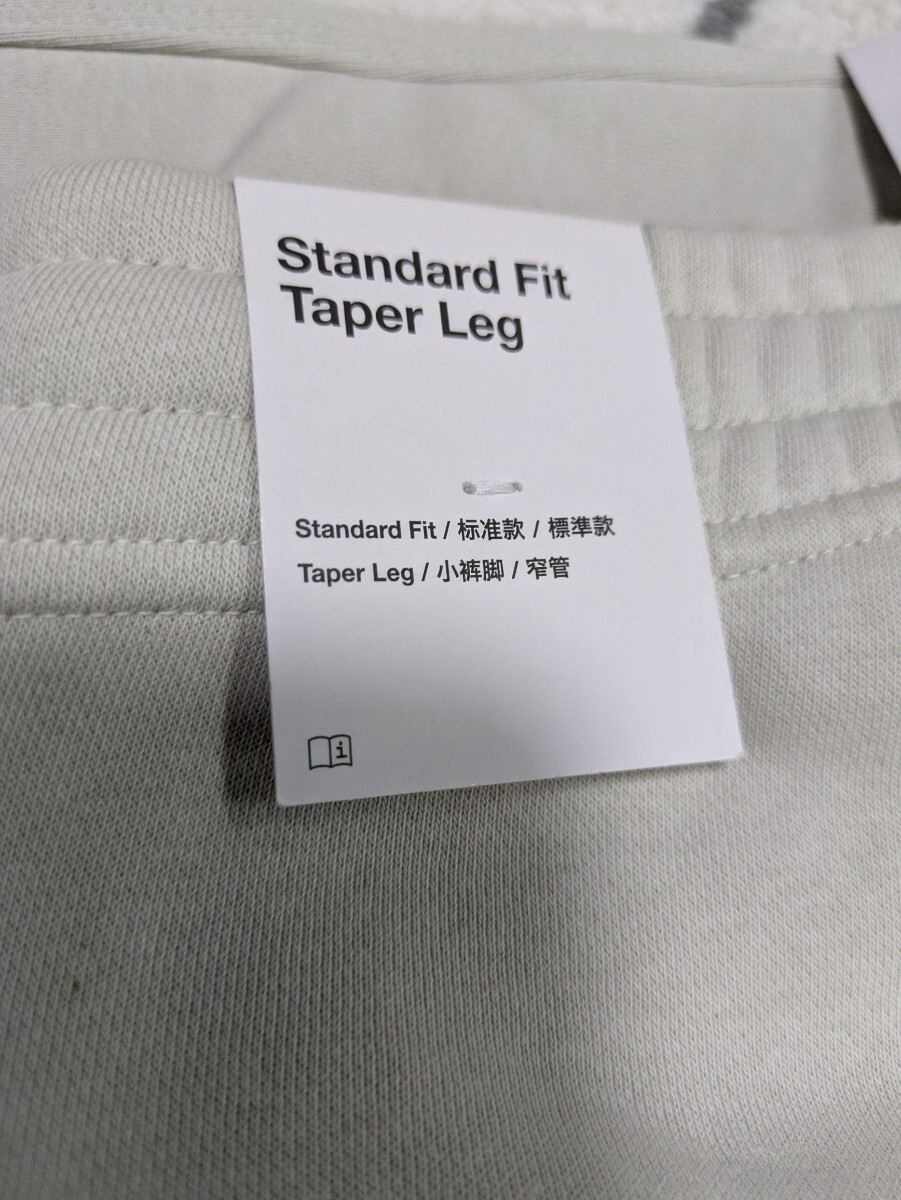 Standard Fit
Taper Leg
Standard Fit / 标准款 / 標準款
Taper Leg / 小裤脚 / 窄管
i